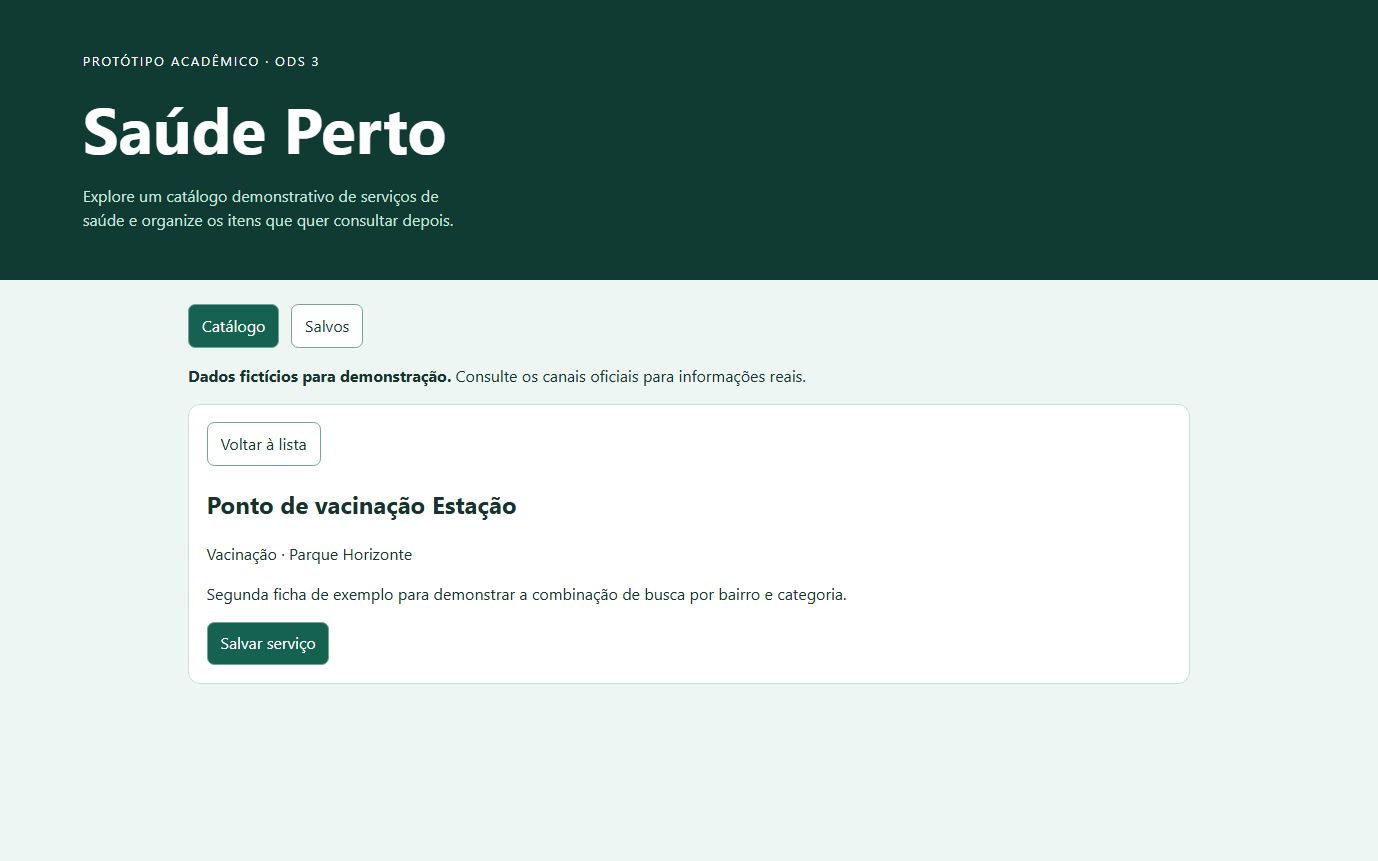 PROTÓTIPO ACADÊMICO · ODS 3
Saúde Perto
Explore um catálogo demonstrativo de serviços de
saúde e organize os itens que quer consultar depois.
Catálogo
Salvos
Dados fictícios para demonstração. Consulte os canais oficiais para informações reais.
Voltar à lista
Ponto de vacinação Estação
Vacinação · Parque Horizonte
Segunda ficha de exemplo para demonstrar a combinação de busca por bairro e categoria.
Salvar serviço